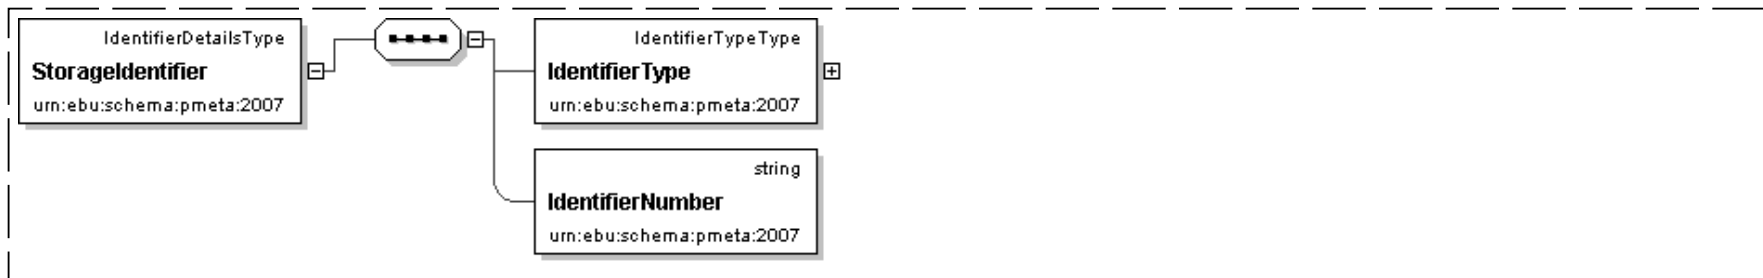 IdentifierDetailsType
StorageIdentifier
urn:ebu:schema:pmeta:2007
IdentifierTypeType
IdentifierType
urn:ebu:schema:pmeta:2007
string
IdentifierNumber
urn:ebu:schema:pmeta:2007